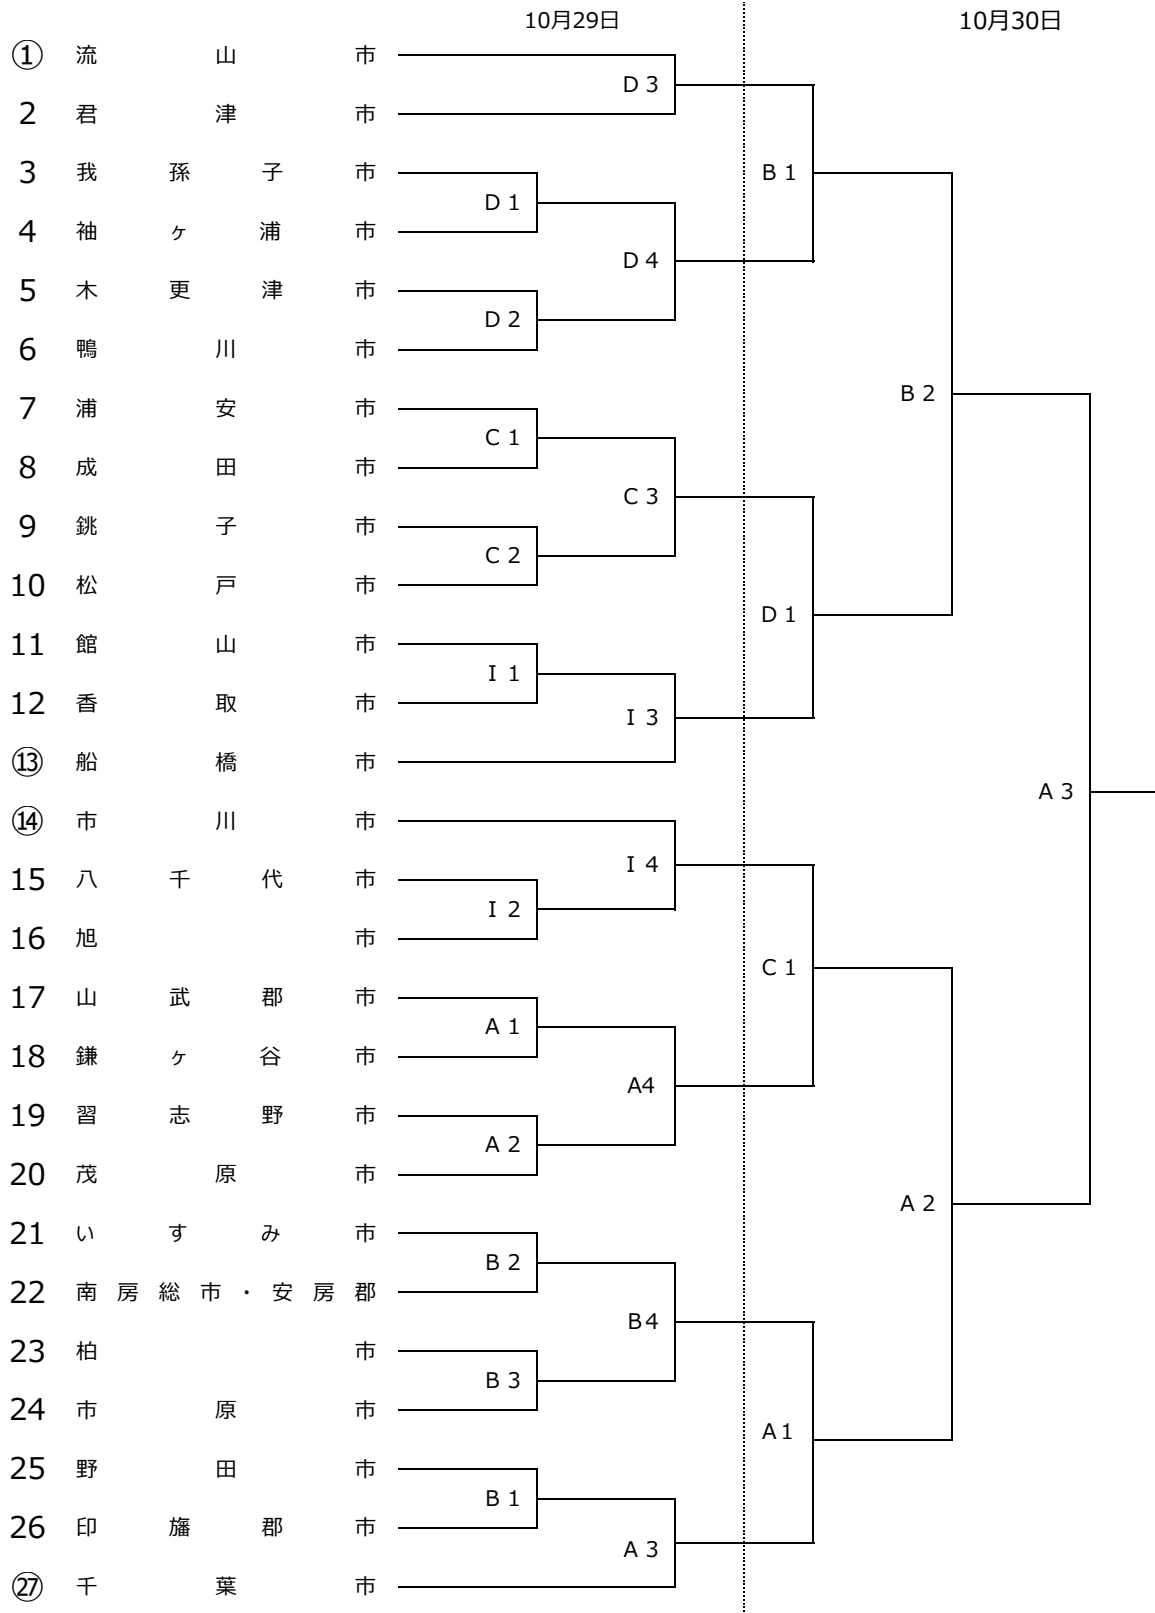 10月29日 10月30日
① 流山市
D 3
2 君津市
3 我孫子市 B 1
D 1
4 袖ヶ浦市
D 4
5 木更津市
D 2
6 鴨川市
B 2
7 浦安市
C 1
8 成田市
C 3
9 銚子市
C 2
10 松戸市
D 1
11 館山市
I 1
12 香取市
I 3
⑬ 船橋市
A 3
⑭ 市川市
I 4
15 八千代市
I 2
16 旭市
C 1
17 山武郡市
A 1
18 鎌ヶ谷市
A4
19 習志野市
A 2
20 茂原市
A 2
21 いすみ市
B 2
22 南房総市・安房郡
B4
23 柏市
B 3
24 市原市
A 1
25 野田市
B 1
26 印旛郡市
A 3
㉗ 千葉市